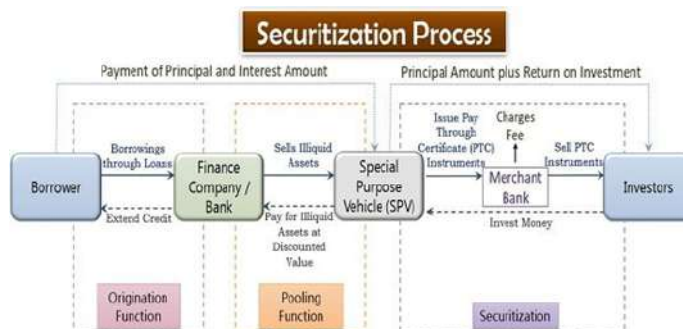 Securitization Process
Payment of Principal and Interest Amount
Principal Amount plus Return on Investment
Borrower
Borrowings
through Loans
Extend Credit
Finance
Company /
Bank
Sells Illiquid
Assets
Pay for Illiquid
Assets at
Discounted
Value
Special
Purpose
Vehicle (SPV)
Issue Pay
Through
Certificate (PTC)
Instruments
Charges
Fee
Merchant
Bank
Sell PTC
Instruments
Invest Money
Investors
Origination
Function
Pooling
Function
Securitization